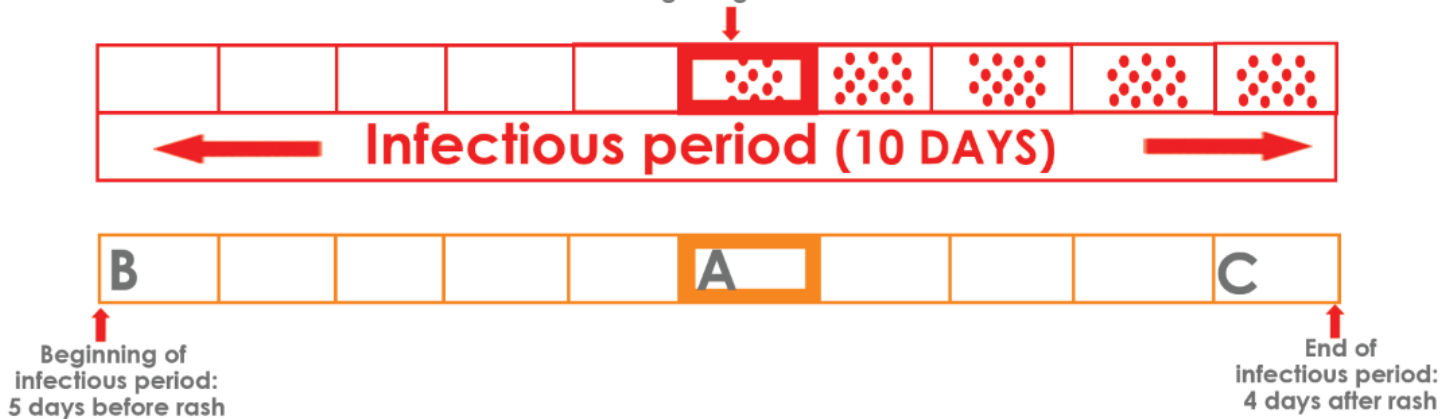 Infectious period (10 DAYS)
B
A
C
Beginning of
infectious period:
5 days before rash
End of
infectious period:
4 days after rash